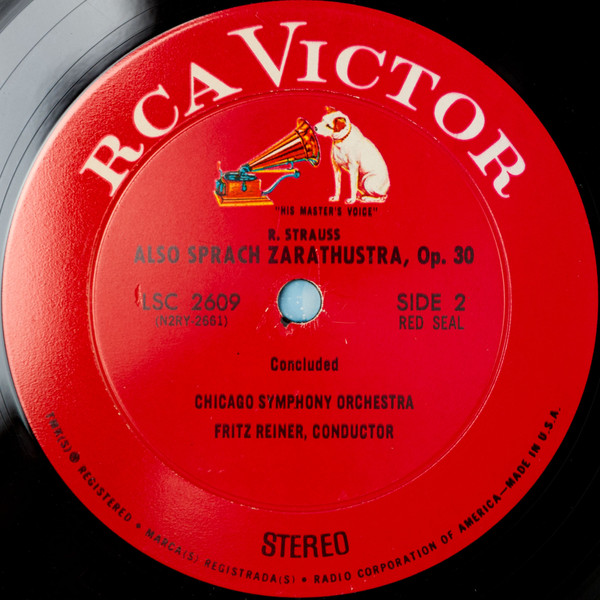 RCA VICTOR
"HIS MASTER'S VOICE"
R. STRAUSS
ALSO SPRACH ZARATHUSTRA, Op. 30
LSC 2609
(N2RY-2561)
SIDE 2
RED SEAL
Concluded
CHICAGO SYMPHONY ORCHESTRA
FRITZ REINER, CONDUCTOR
STEREO
TMK(S) ® REGISTERED • MARCA(S) REGISTRADA(S) • RADIO CORPORATION OF AMERICA—MADE IN U.S.A.